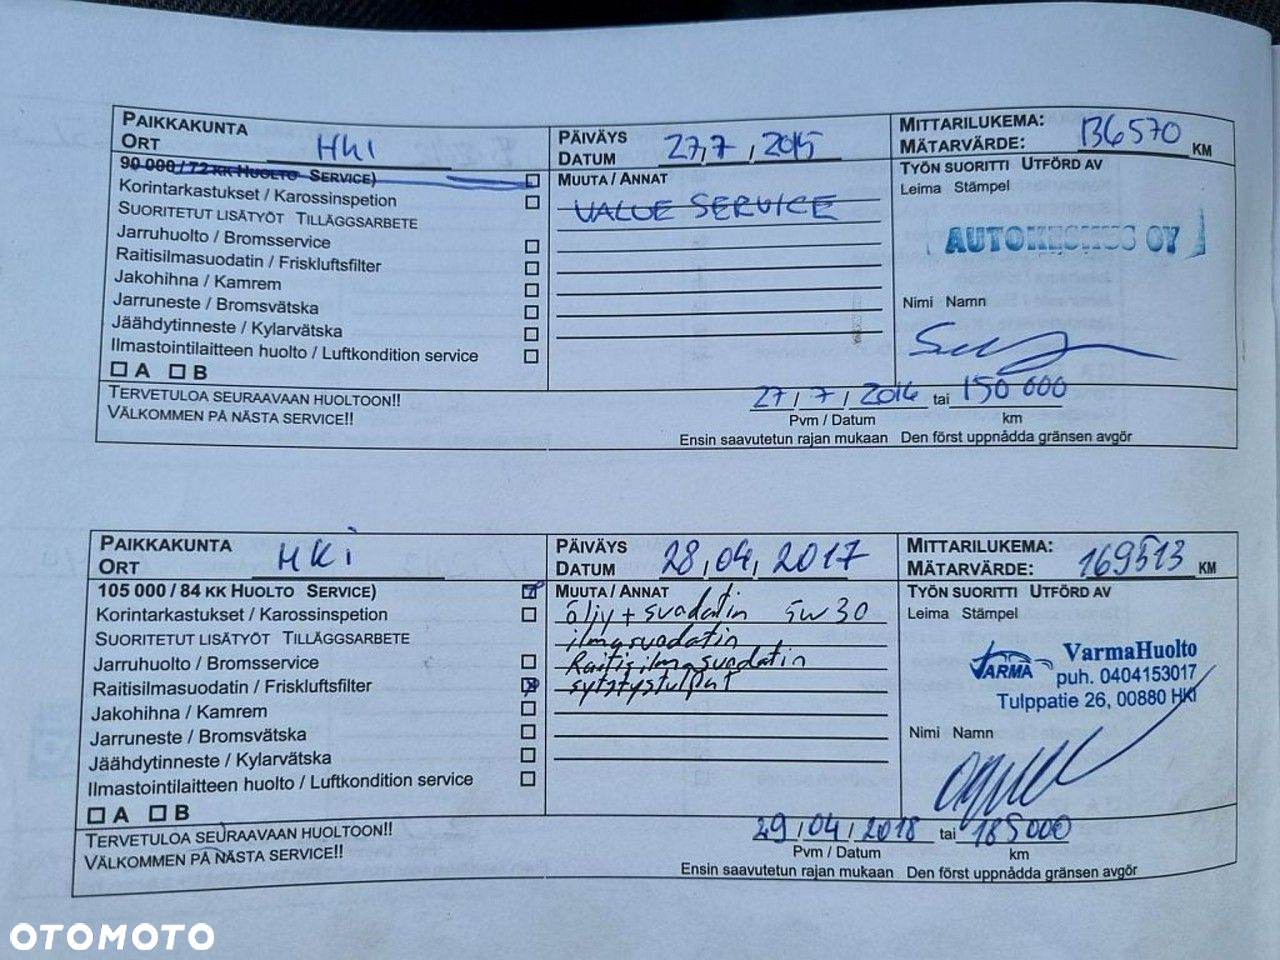 PAIKKAKUNTA
ORT HKI
PÄIVÄYS
DATUM 27,7, 2015
MITTARILUKEMA:
MÄTARVÄRDE: 136570 KM
90 000 / 72 KK HUOLTO SERVICE)
Korintarkastukset / Karossinspetion
SUORITETUT LISÄTYÖT TILLÄGGSARBETE
Jarruhuolto / Bromsservice
Raitisilmasuodatin / Friskluftsfilter
Jakohihna / Kamrem
Jarruneste / Bromsvätska
Jäähdytinneste / Kylarvätska
Ilmastointilaitteen huolto / Luftkondition service
A B
MUUTA / ANNAT
VALUE SERVICE
TYÖN SUORITTI UTFÖRD AV
Leima Stämpel
AUTOKESKUS OY
Nimi Namn
TERVETULOA SEURAAVAAN HUOLTOON!!
VÄLKOMMEN PÅ NÄSTA SERVICE!!
27 / 7 / 2016 tai 150 000
Pvm / Datum km
Ensin saavutetun rajan mukaan Den först uppnådda gränsen avgör
PAIKKAKUNTA
ORT HKi
PÄIVÄYS
DATUM 28,04, 2017
MITTARILUKEMA:
MÄTARVÄRDE: 169513 KM
105 000 / 84 KK HUOLTO SERVICE)
Korintarkastukset / Karossinspetion
SUORITETUT LISÄTYÖT TILLÄGGSARBETE
Jarruhuolto / Bromsservice
Raitisilmasuodatin / Friskluftsfilter
Jakohihna / Kamrem
Jarruneste / Bromsvätska
Jäähdytinneste / Kylarvätska
Ilmastointilaitteen huolto / Luftkondition service
A B
MUUTA / ANNAT
öljy + suodatin 5w30
ilmasuodatin
Raitisilmasuodatin
sytytystulpat
TYÖN SUORITTI UTFÖRD AV
Leima Stämpel
VARMA VarmaHuolto
puh. 0404153017
Tulppatie 26, 00880 HKI
Nimi Namn
TERVETULOA SEURAAVAAN HUOLTOON!!
VÄLKOMMEN PÅ NÄSTA SERVICE!!
29 / 04 / 2018 tai 185000
Pvm / Datum km
Ensin saavutetun rajan mukaan Den först uppnådda gränsen avgör
OTOMOTO